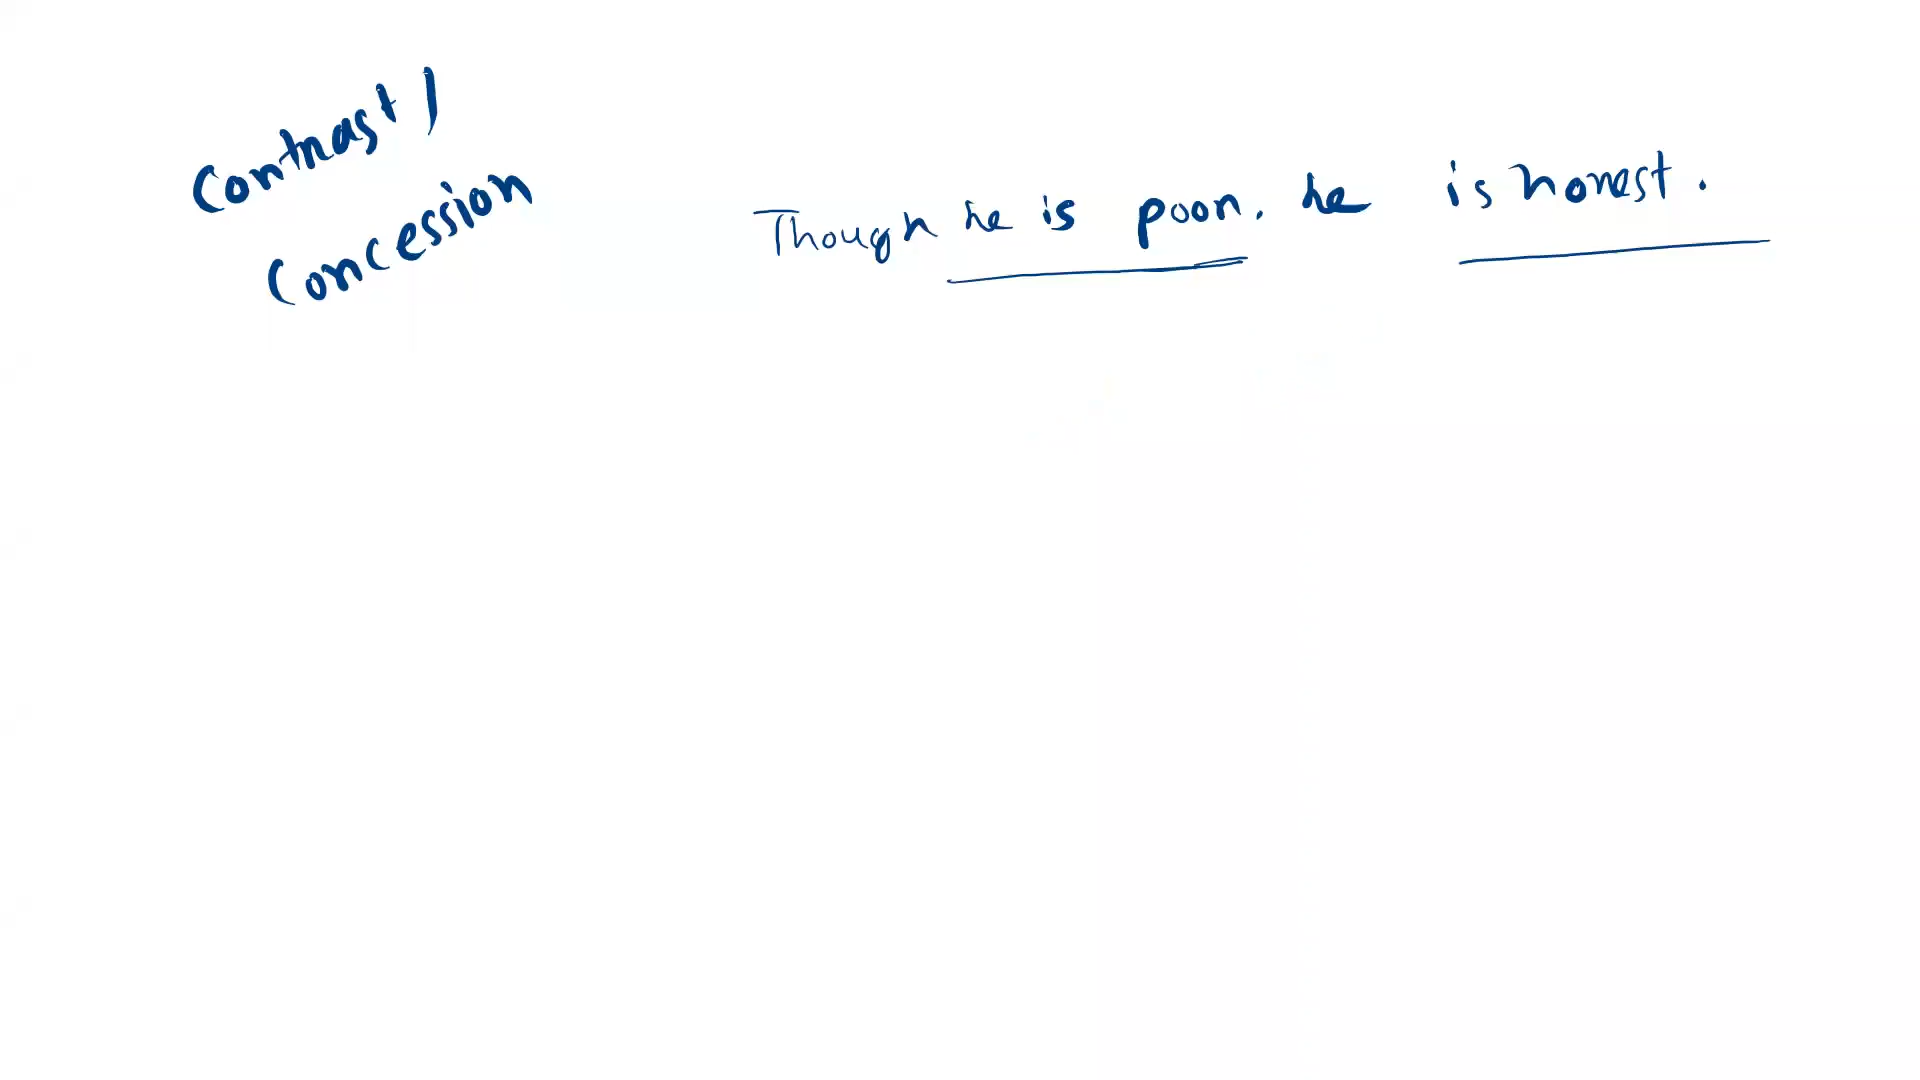 Contrast /
Concession
Though he is poor, he is honest.